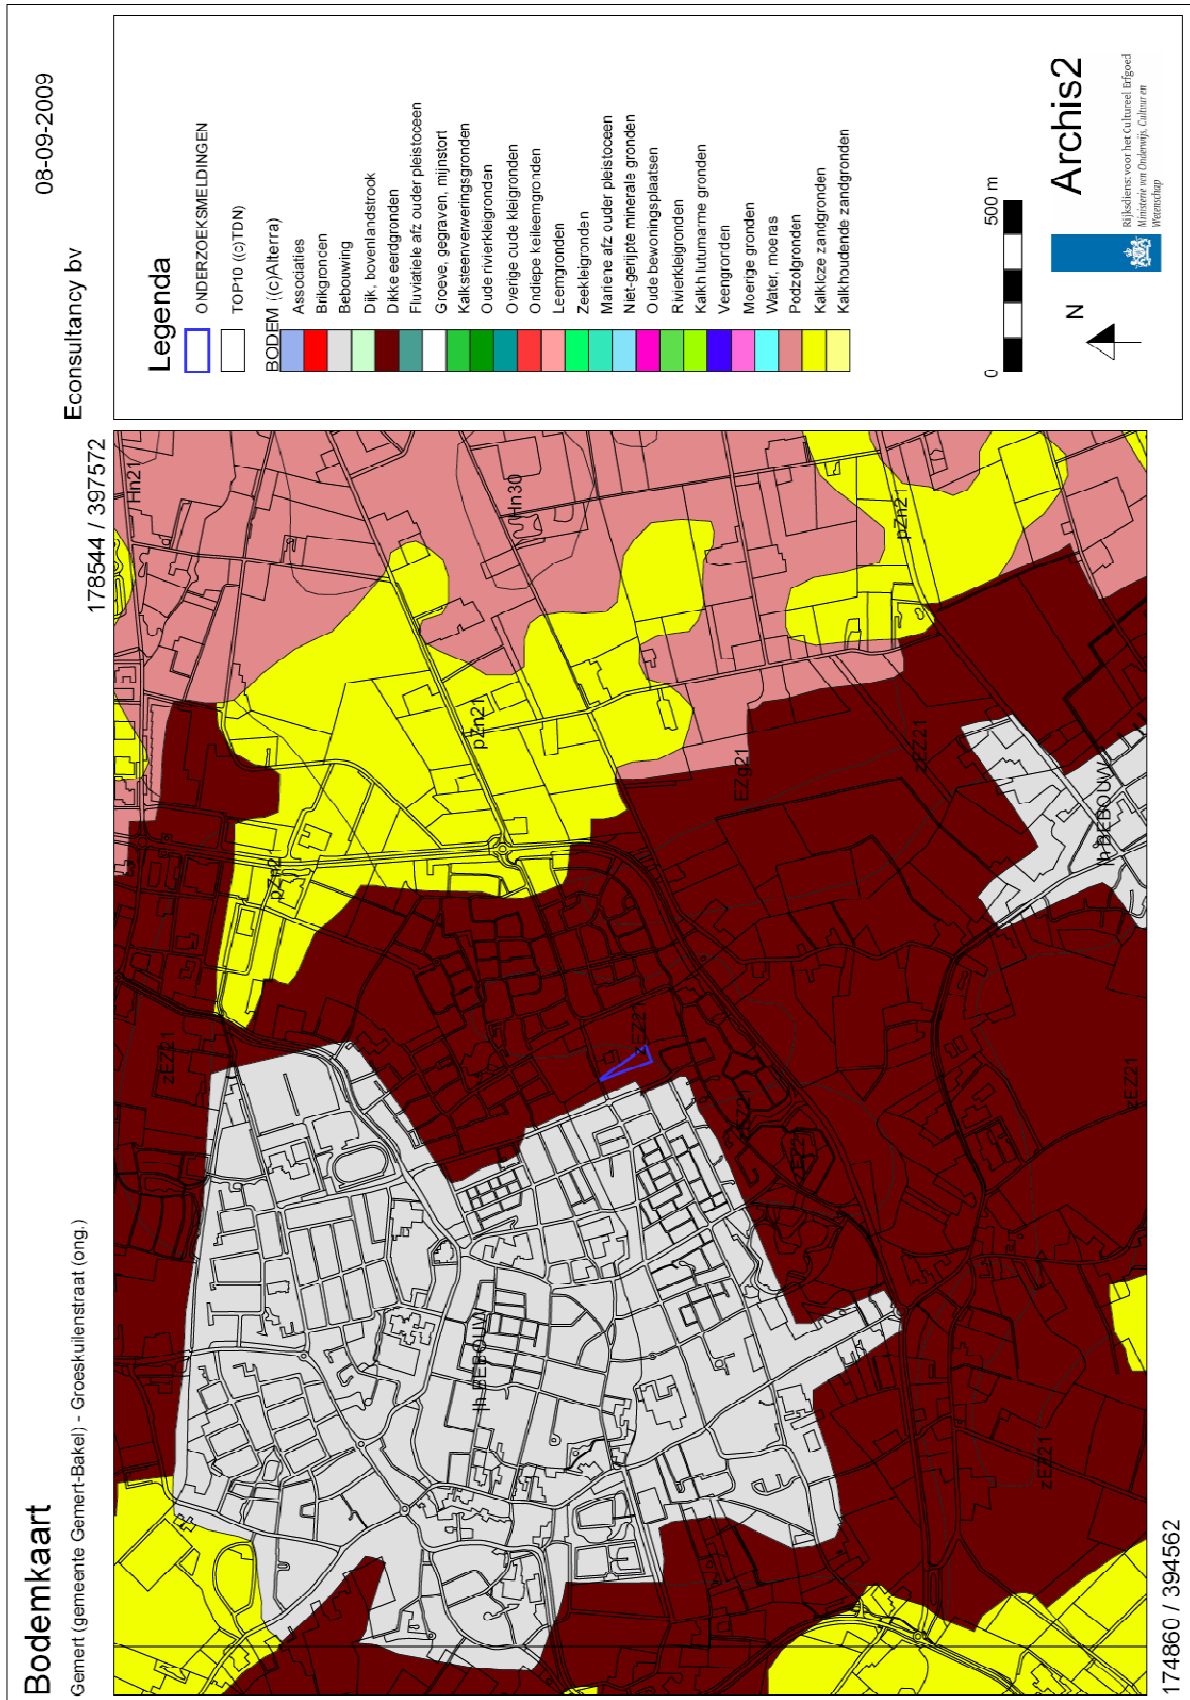 Bodemkaart
Gemert (gemeente Gemert-Bakel) - Groeskuilenstraat (ong.)
Econsultancy bv
08-09-2009
178544 / 397572
174860 / 394562
Hn21
Hn30
pZn21
pZn21
pZn2
EZg21
zEZ21
|h BEBOUW
zEZ21
zEZ21
zEZ21
|h BEBOUW
zEZ21
Legenda
ONDERZOEKSMELDINGEN
TOP10 ((c)TDN)
BODEM ((c)Alterra)
Associaties
Brikgronden
Bebouwing
Dijk, bovenlandstrook
Dikke eerdgronden
Fluviatiele afz ouder pleistoceen
Groeve, gegraven, mijnstort
Kalksteenverweringsgronden
Oude rivierkleigronden
Overige oude kleigronden
Ondiepe keileemgronden
Leemgronden
Zeekleigronden
Mariene afz ouder pleistoceen
Niet-gerijpte minerale gronden
Oude bewoningsplaatsen
Rivierkleigronden
Kalkh lutumarme gronden
Veengronden
Moerige gronden
Water, moeras
Podzolgronden
Kalkloze zandgronden
Kalkhoudende zandgronden
0
500 m
N
Archis2
Rijksdienst voor het Cultureel Erfgoed
Ministerie van Onderwijs, Cultuur en
Wetenschap